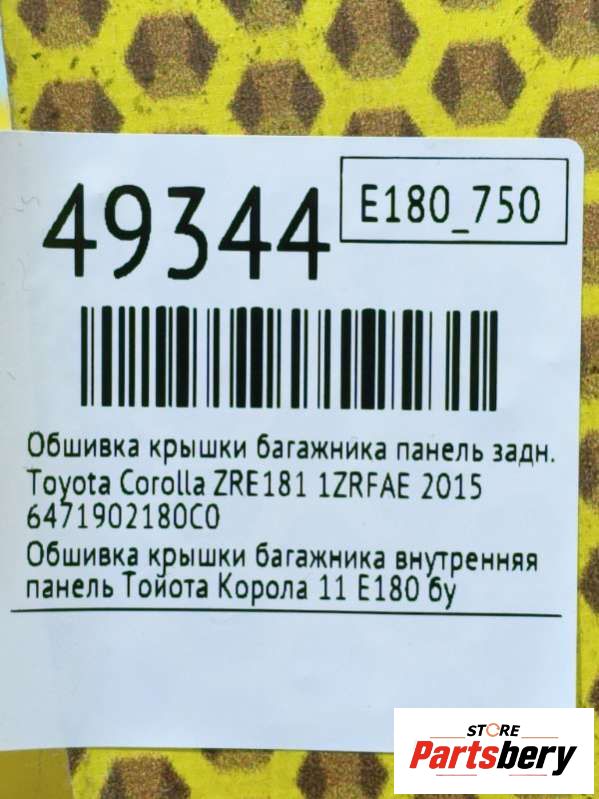 49344
E180_750
Обшивка крышки багажника панель задн.
Toyota Corolla ZRE181 1ZRFAE 2015
6471902180C0
Обшивка крышки багажника внутренняя
панель Тойота Корола 11 Е180 бу
STORE
Partsbery